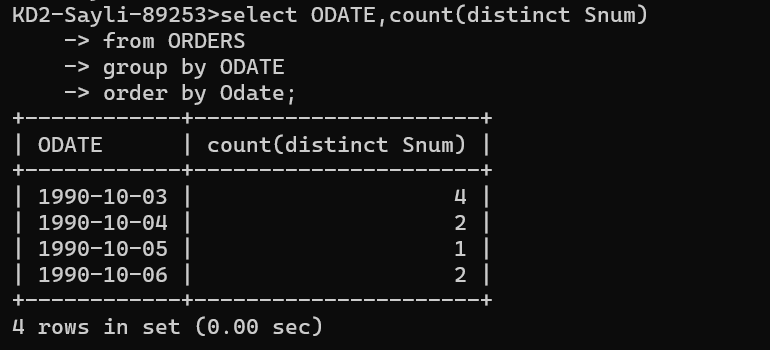 KD2-Sayli-89253>select ODATE,count(distinct Snum)
    -> from ORDERS
    -> group by ODATE
    -> order by Odate;
+------------+----------------------+
| ODATE      | count(distinct Snum) |
+------------+----------------------+
| 1990-10-03 |                    4 |
| 1990-10-04 |                    2 |
| 1990-10-05 |                    1 |
| 1990-10-06 |                    2 |
+------------+----------------------+
4 rows in set (0.00 sec)